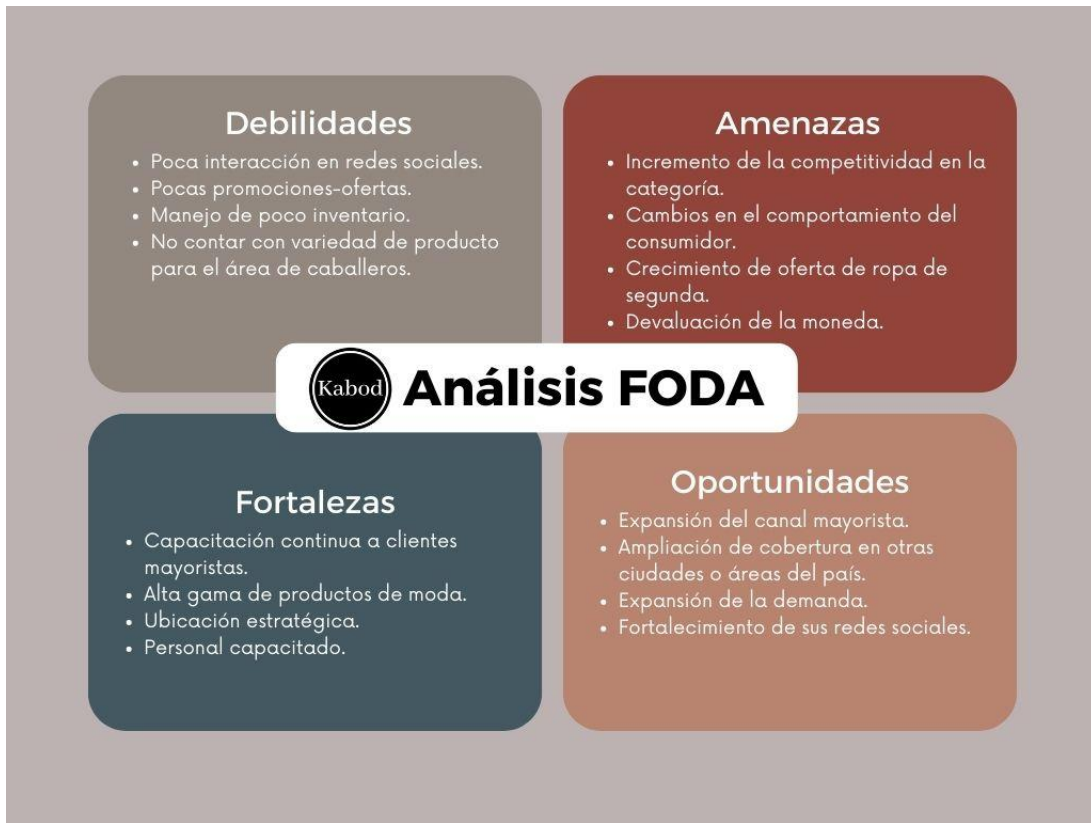 Debilidades
• Poca interacción en redes sociales.
• Pocas promociones-ofertas.
• Manejo de poco inventario.
• No contar con variedad de producto
para el área de caballeros.
Amenazas
• Incremento de la competitividad en la
categoría.
• Cambios en el comportamiento del
consumidor.
• Crecimiento de oferta de ropa de
segunda.
• Devaluación de la moneda.
Kabod
Análisis FODA
Fortalezas
• Capacitación continua a clientes
mayoristas.
• Alta gama de productos de moda.
• Ubicación estratégica.
• Personal capacitado.
Oportunidades
• Expansión del canal mayorista.
• Ampliación de cobertura en otras
ciudades o áreas del país.
• Expansión de la demanda.
• Fortalecimiento de sus redes sociales.